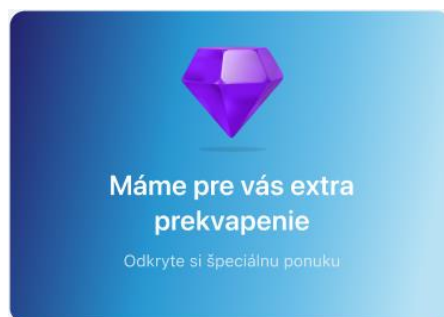 Máme pre vás extra
prekvapenie
Odkryte si špeciálnu ponuku